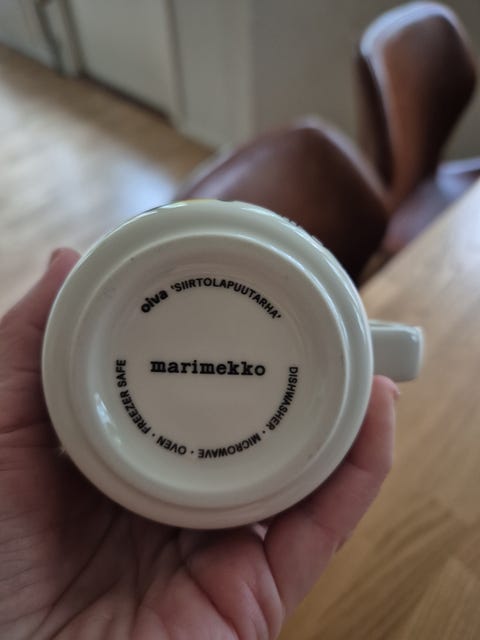 oiva 'SIIRTOLAPUUTARHA'
marimekko
DISHWASHER · MICROWAVE · OVEN · FREEZER SAFE